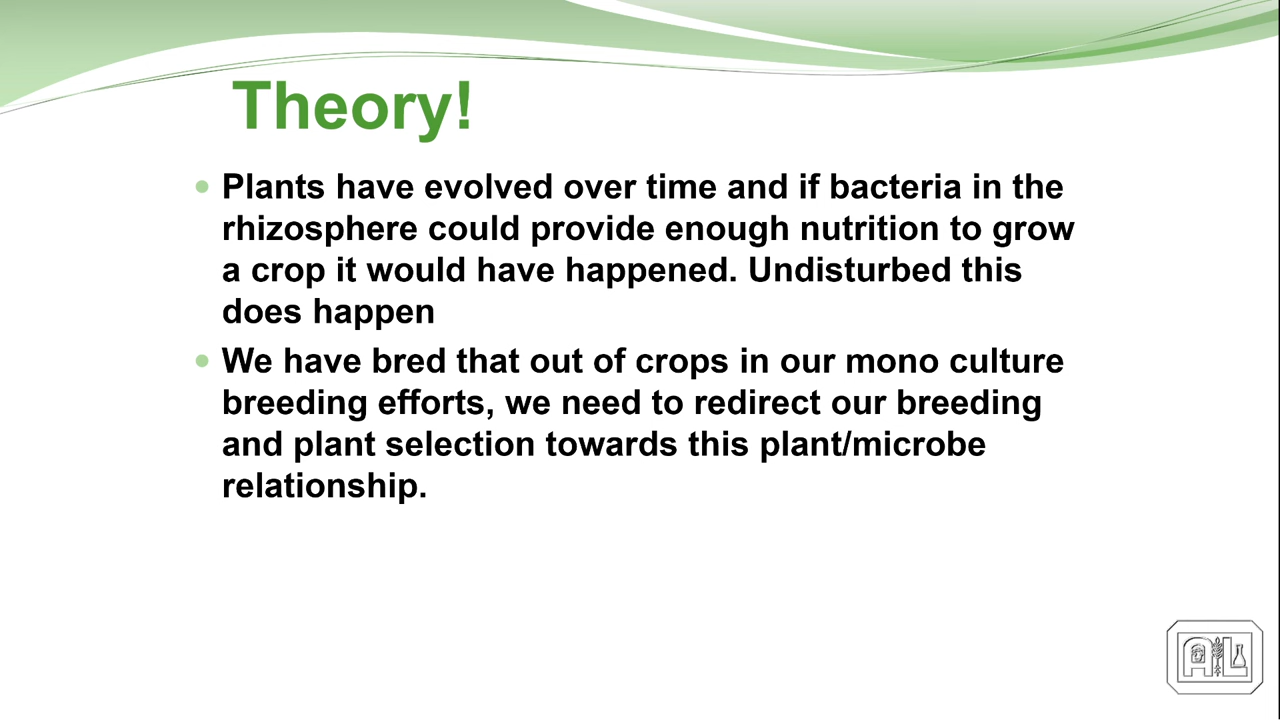 Theory!
Plants have evolved over time and if bacteria in the
rhizosphere could provide enough nutrition to grow
a crop it would have happened. Undisturbed this
does happen
We have bred that out of crops in our mono culture
breeding efforts, we need to redirect our breeding
and plant selection towards this plant/microbe
relationship.
AL